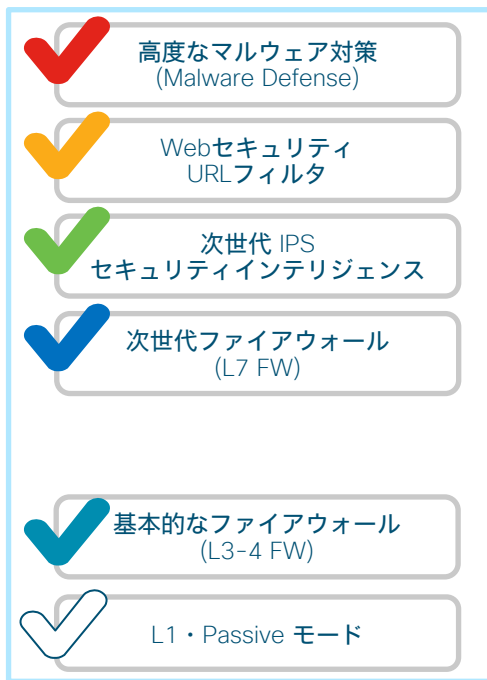 高度なマルウェア対策
(Malware Defense)
Webセキュリティ
URLフィルタ
次世代 IPS
セキュリティインテリジェンス
次世代ファイアウォール
(L7 FW)
基本的なファイアウォール
(L3-4 FW)
L1・Passive モード